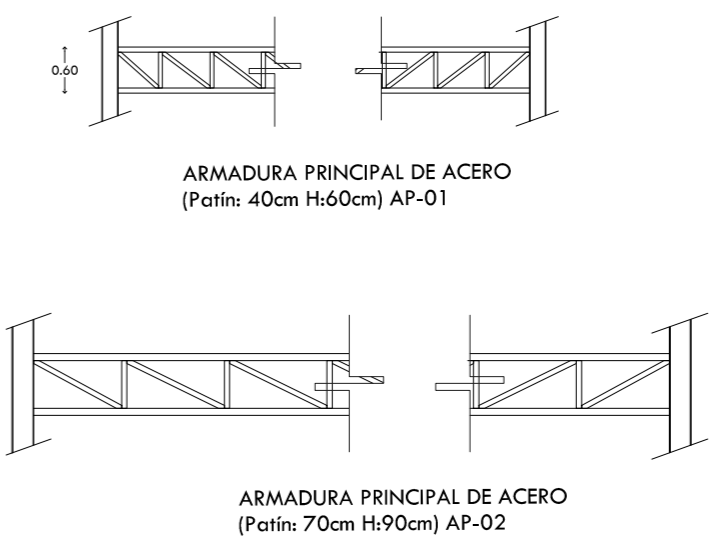 0.60
ARMADURA PRINCIPAL DE ACERO
(Patín: 40cm H:60cm) AP-01
ARMADURA PRINCIPAL DE ACERO
(Patín: 70cm H:90cm) AP-02